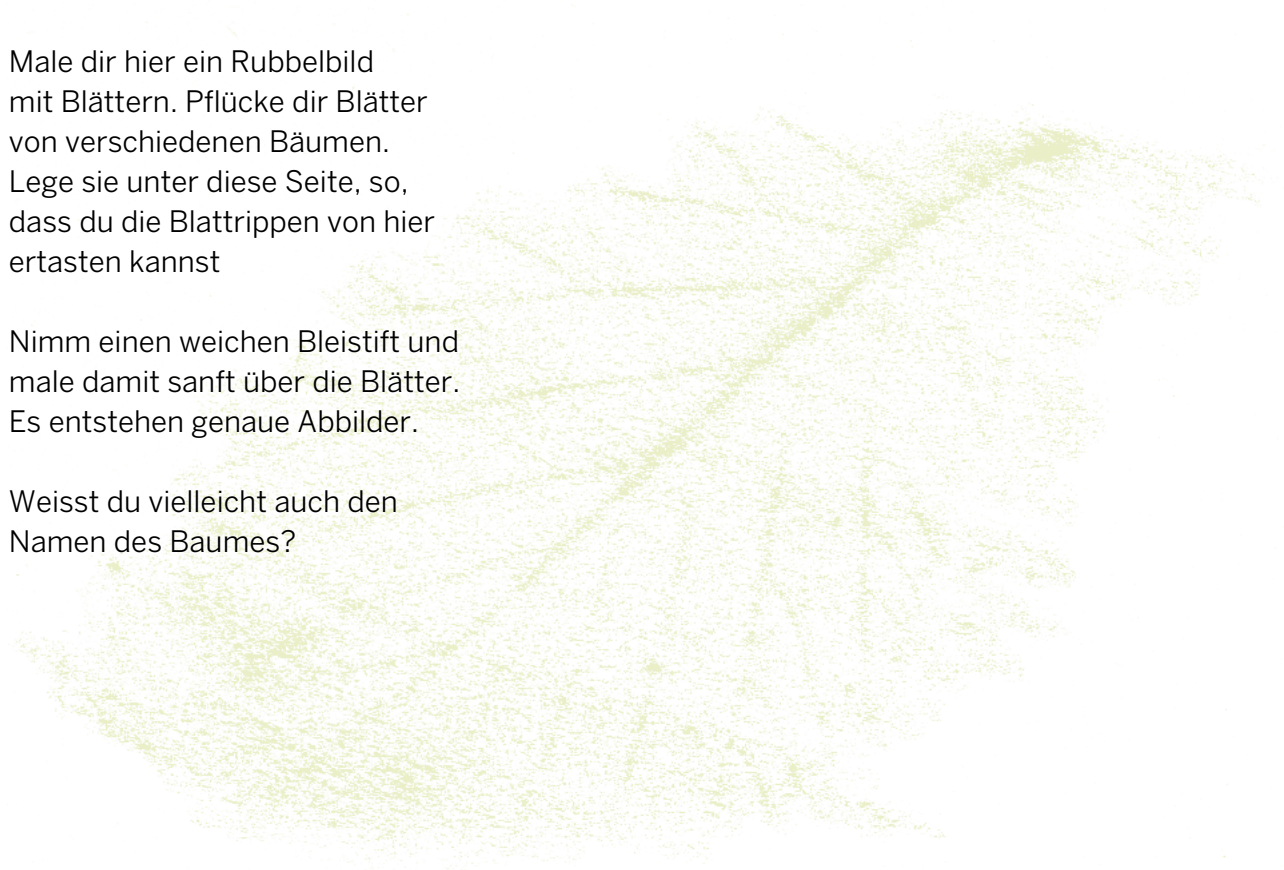 Male dir hier ein Rubbelbild
mit Blättern. Pflücke dir Blätter
von verschiedenen Bäumen.
Lege sie unter diese Seite, so,
dass du die Blattrippen von hier
ertasten kannst
Nimm einen weichen Bleistift und
male damit sanft über die Blätter.
Es entstehen genaue Abbilder.
Weisst du vielleicht auch den
Namen des Baumes?